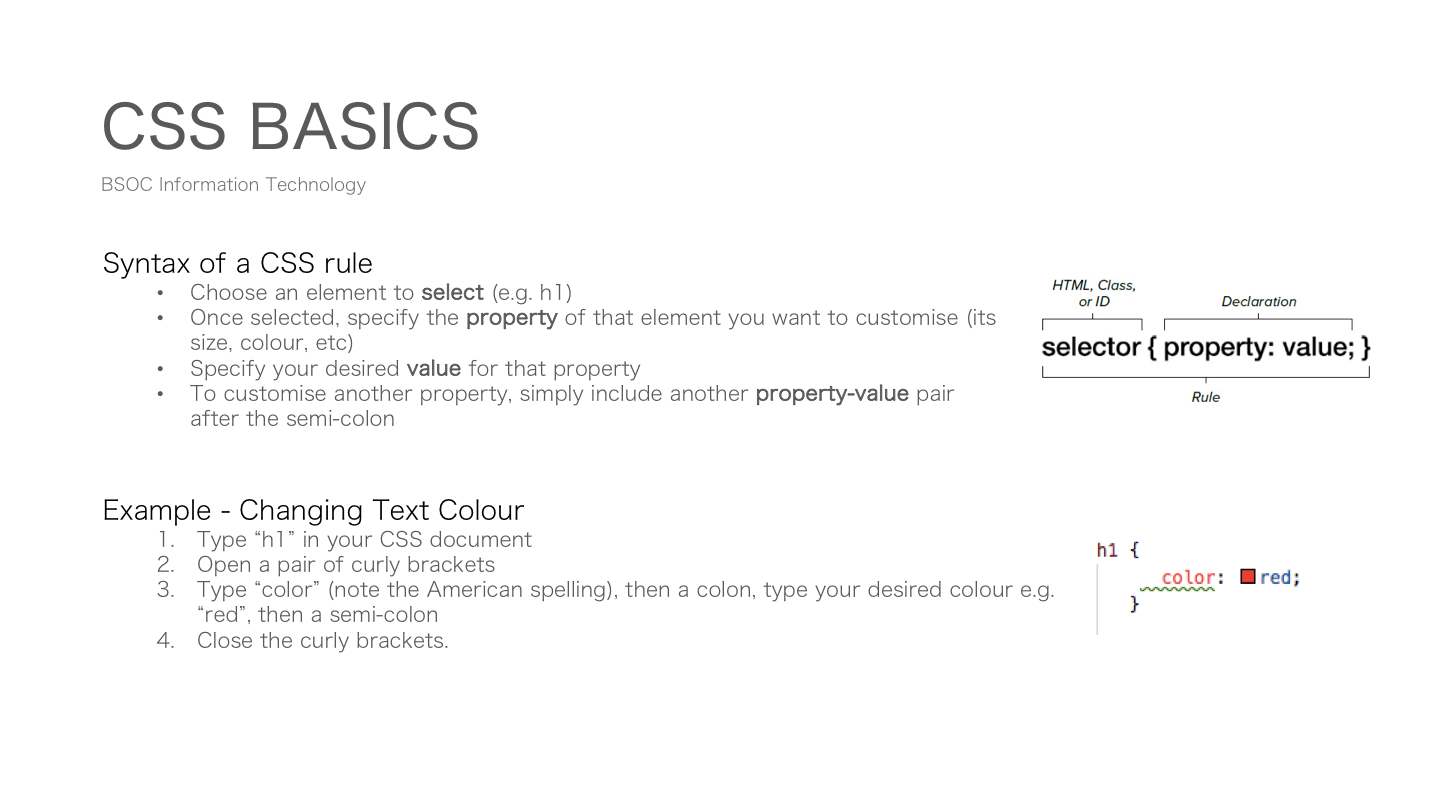 CSS BASICS
BSOC Information Technology
Syntax of a CSS rule
• Choose an element to select (e.g. h1)
• Once selected, specify the property of that element you want to customise (its
size, colour, etc)
• Specify your desired value for that property
• To customise another property, simply include another property-value pair
after the semi-colon
HTML, Class,
or ID
Declaration
selector { property: value; }
Rule
Example - Changing Text Colour
1. Type “h1” in your CSS document
2. Open a pair of curly brackets
3. Type “color” (note the American spelling), then a colon, type your desired colour e.g.
“red”, then a semi-colon
4. Close the curly brackets.
h1 {
color: red;
}